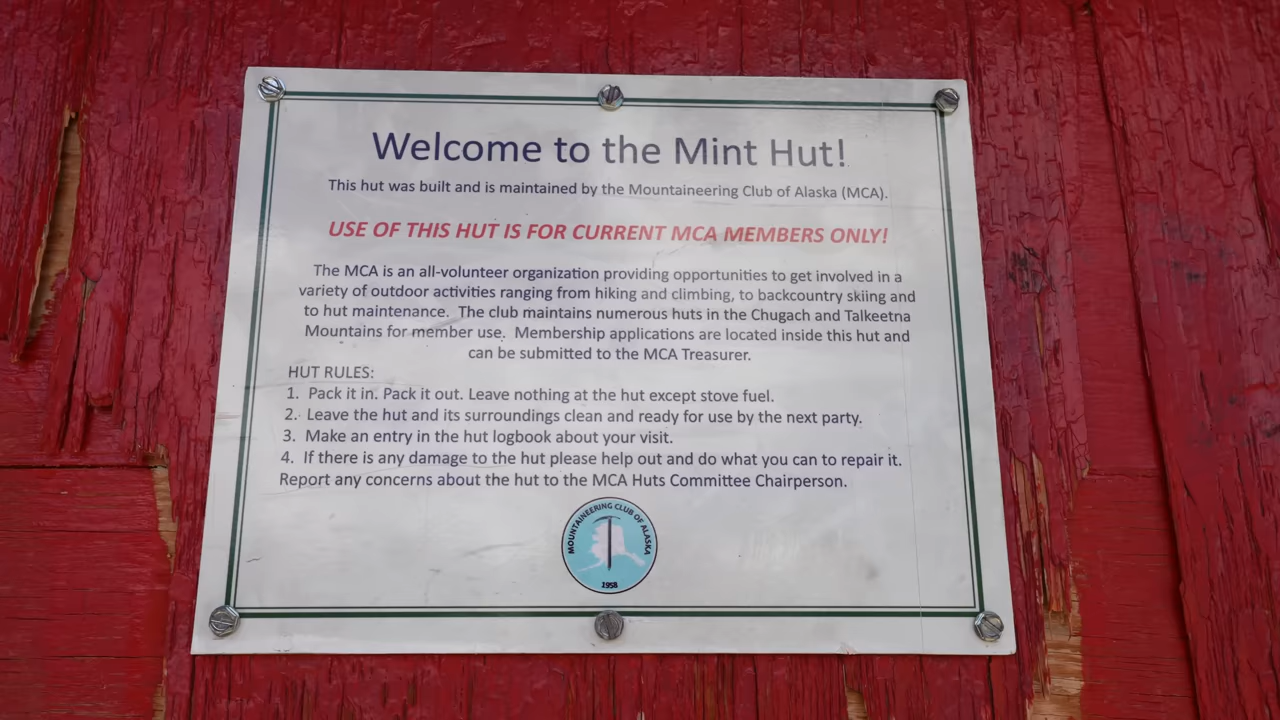 Welcome to the Mint Hut!
This hut was built and is maintained by the Mountaineering Club of Alaska (MCA).
USE OF THIS HUT IS FOR CURRENT MCA MEMBERS ONLY!
The MCA is an all-volunteer organization providing opportunities to get involved in a
variety of outdoor activities ranging from hiking and climbing, to backcountry skiing and
to hut maintenance. The club maintains numerous huts in the Chugach and Talkeetna
Mountains for member use. Membership applications are located inside this hut and
can be submitted to the MCA Treasurer.
HUT RULES:
1. Pack it in. Pack it out. Leave nothing at the hut except stove fuel.
2. Leave the hut and its surroundings clean and ready for use by the next party.
3. Make an entry in the hut logbook about your visit.
4. If there is any damage to the hut please help out and do what you can to repair it.
Report any concerns about the hut to the MCA Huts Committee Chairperson.
MOUNTAINEERING CLUB OF ALASKA
1958